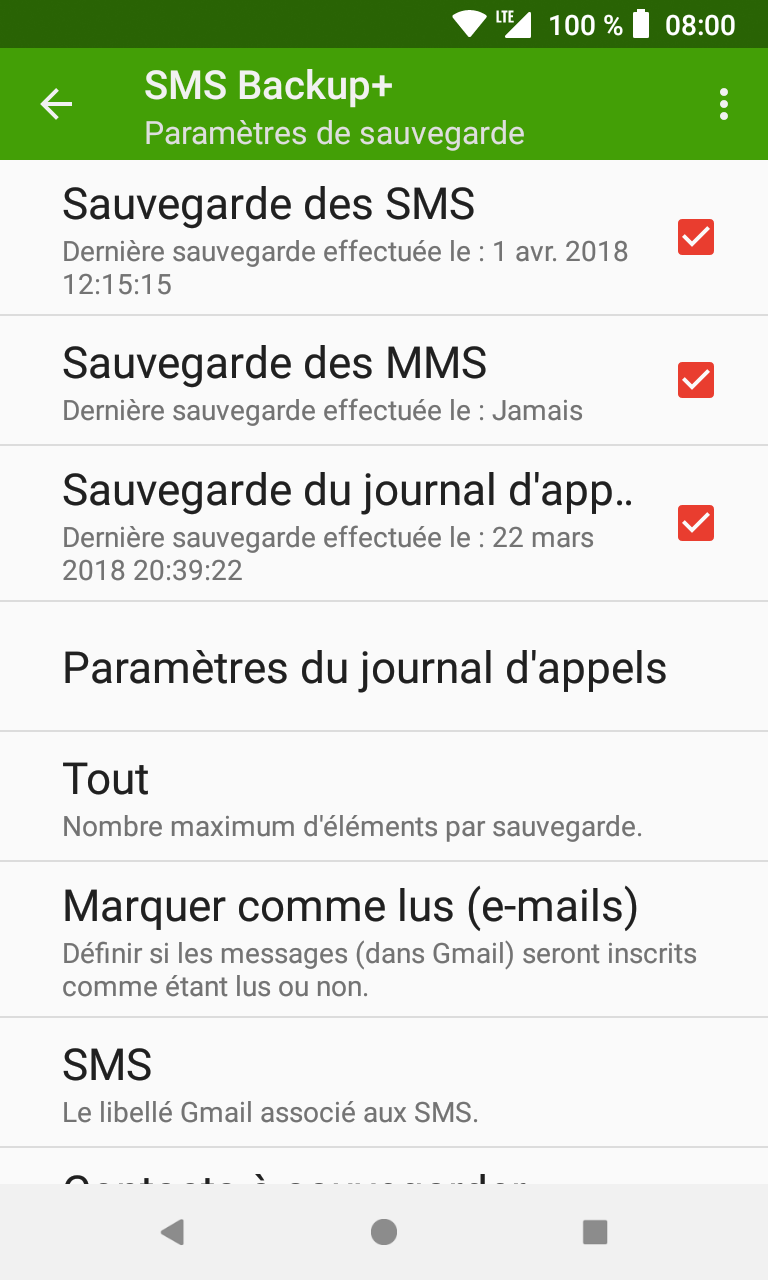 LTE 100 % 08:00
SMS Backup+
Paramètres de sauvegarde
Sauvegarde des SMS
Dernière sauvegarde effectuée le : 1 avr. 2018
12:15:15
Sauvegarde des MMS
Dernière sauvegarde effectuée le : Jamais
Sauvegarde du journal d'app..
Dernière sauvegarde effectuée le : 22 mars
2018 20:39:22
Paramètres du journal d'appels
Tout
Nombre maximum d'éléments par sauvegarde.
Marquer comme lus (e-mails)
Définir si les messages (dans Gmail) seront inscrits
comme étant lus ou non.
SMS
Le libellé Gmail associé aux SMS.
Contacts à sauvegarder